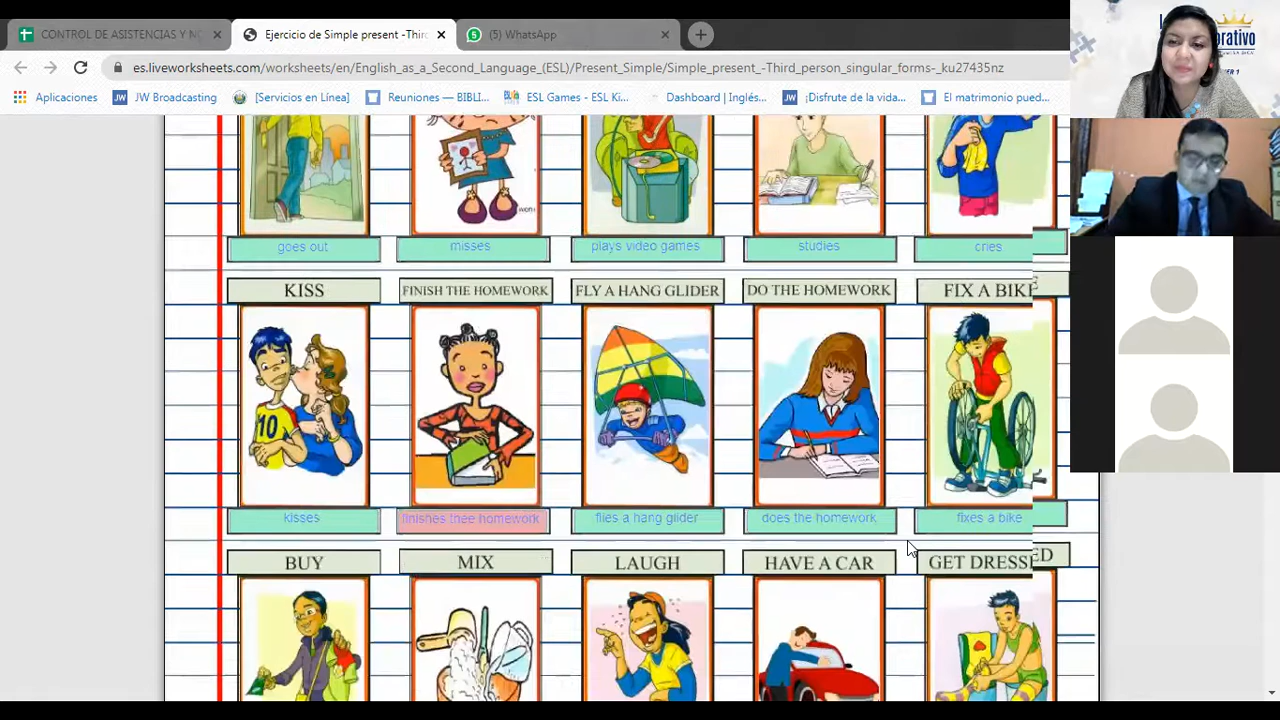 CONTROL DE ASISTENCIAS Y NO
Ejercicio de Simple present -Thir
(5) WhatsApp
es.liveworksheets.com/worksheets/en/English_as_a_Second_Language_(ESL)/Present_Simple/Simple_present_-Third_person_singular_forms-_ku27435nz
Aplicaciones JW Broadcasting [Servicios en Línea] Reuniones — BIBLI... ESL Games - ESL Ki... Dashboard | Inglés,... ¡Disfrute de la vida... El matrimonio pued...
goes out misses plays video games studies cries
KISS FINISH THE HOMEWORK FLY A HANG GLIDER DO THE HOMEWORK FIX A BIKE
10
kisses finishes thee homework flies a hang glider does the homework fixes a bike
BUY MIX LAUGH HAVE A CAR GET DRESSED